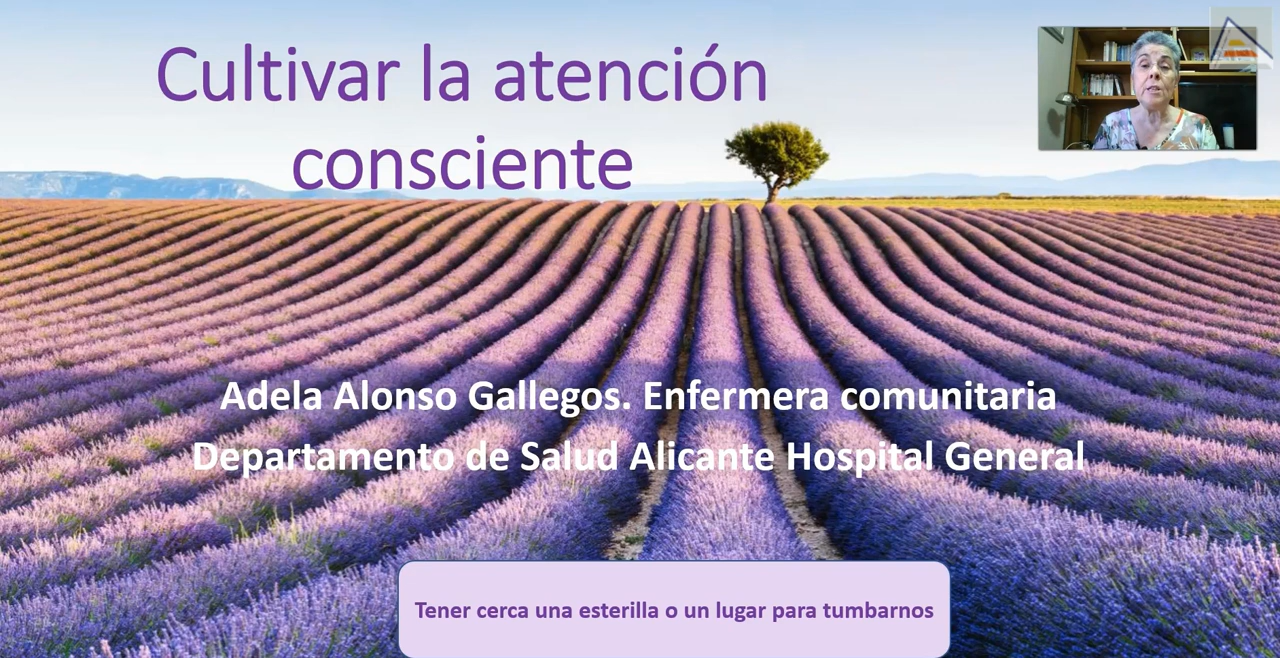 Cultivar la atención
consciente
Adela Alonso Gallegos. Enfermera comunitaria
Departamento de Salud Alicante Hospital General
Tener cerca una esterilla o un lugar para tumbarnos